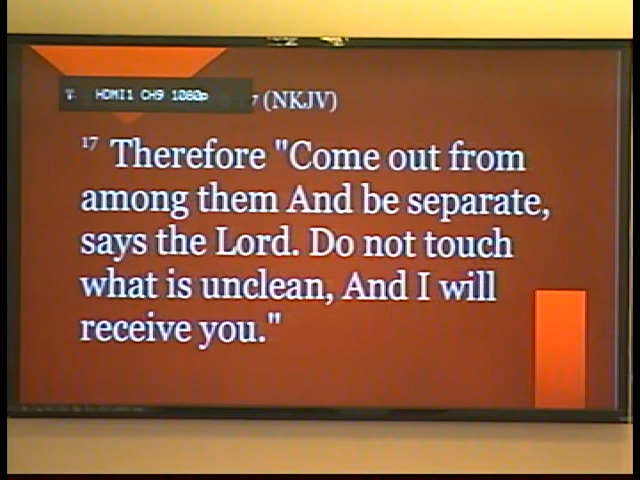 HDMI1 CH9 1080p
7 (NKJV)
17 Therefore "Come out from
among them And be separate,
says the Lord. Do not touch
what is unclean, And I will
receive you."